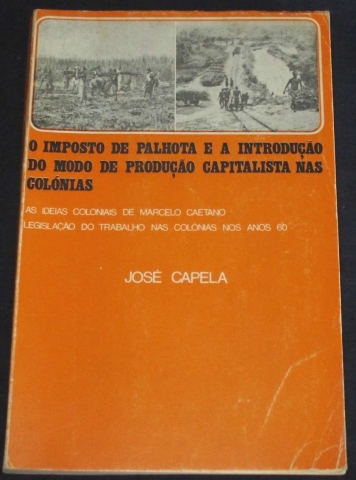 O IMPOSTO DE PALHOTA E A INTRODUÇÃO
DO MODO DE PRODUÇÃO CAPITALISTA NAS
COLÓNIAS
AS IDEIAS COLONIAIS DE MARCELO CAETANO
LEGISLAÇÃO DO TRABALHO NAS COLÓNIAS NOS ANOS 60
JOSÉ CAPELA